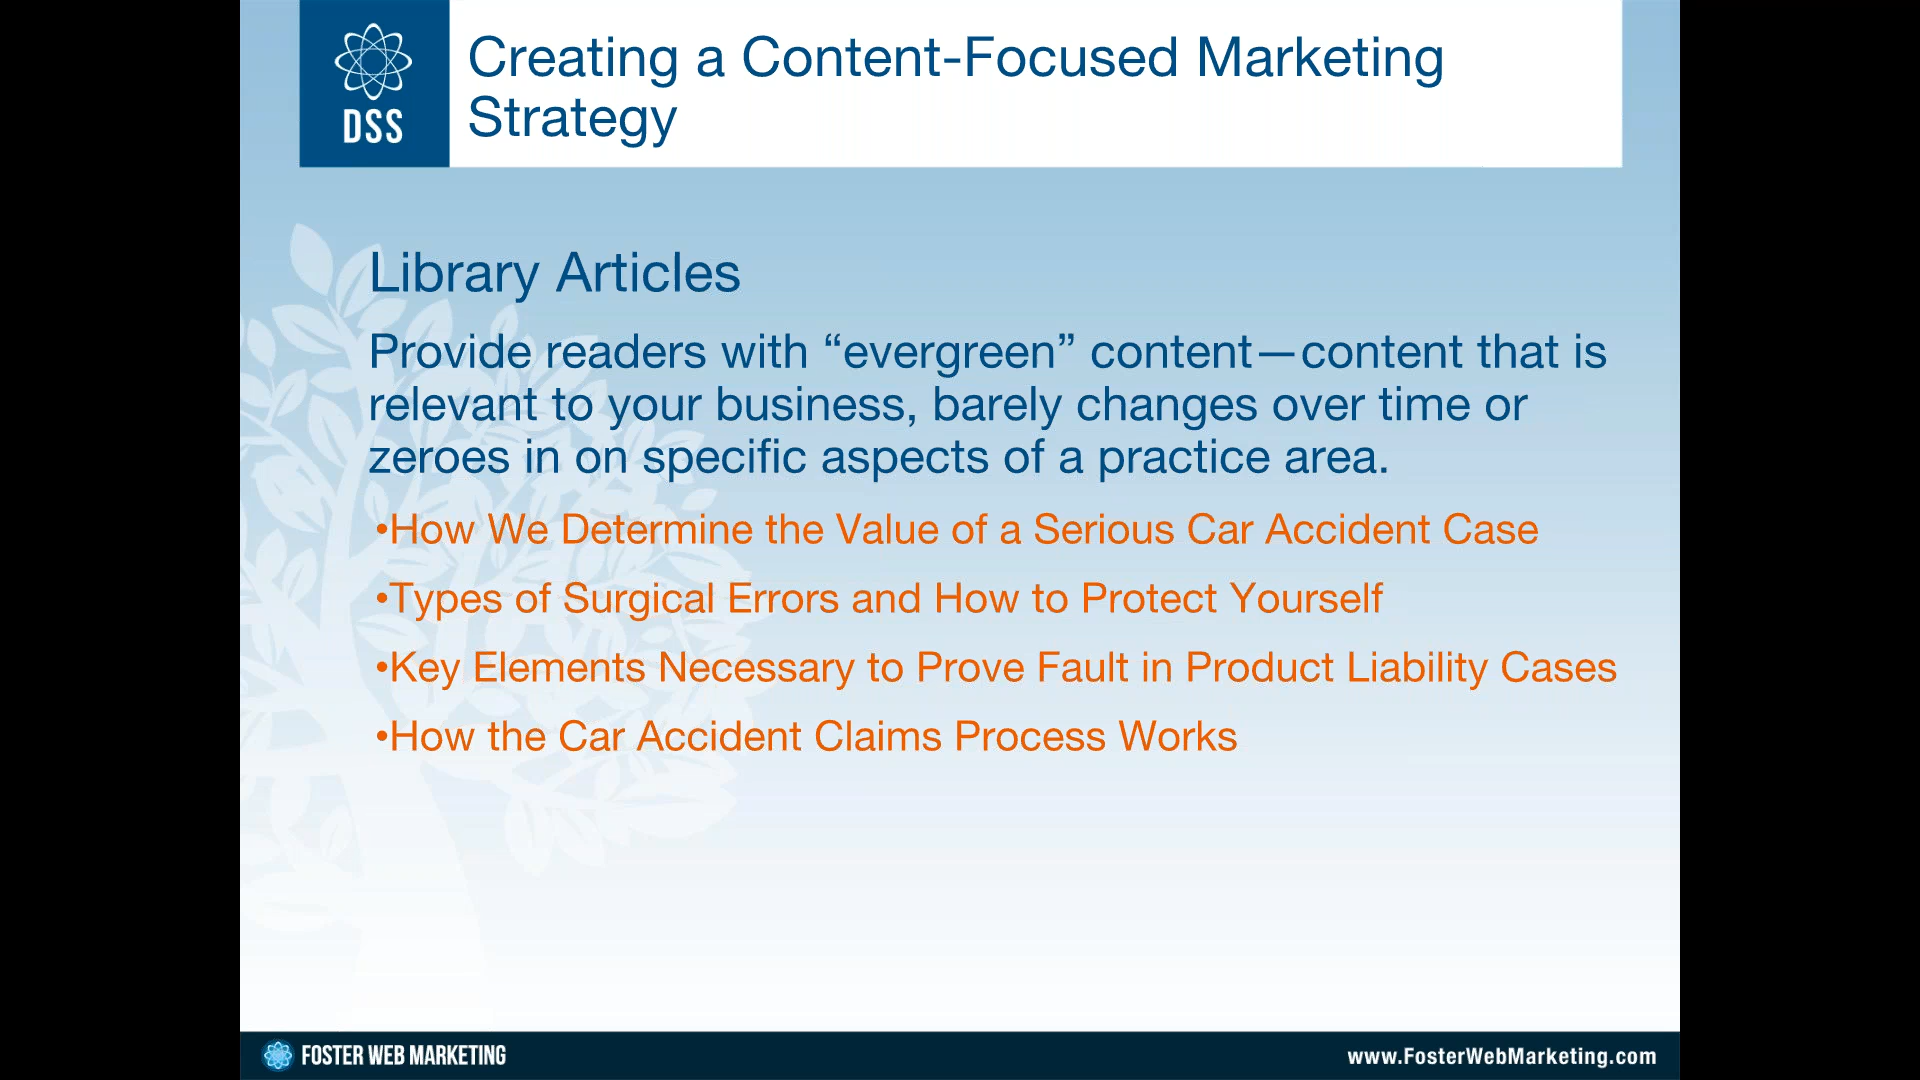 DSS
Creating a Content-Focused Marketing
Strategy
Library Articles
Provide readers with “evergreen” content—content that is
relevant to your business, barely changes over time or
zeroes in on specific aspects of a practice area.
•How We Determine the Value of a Serious Car Accident Case
•Types of Surgical Errors and How to Protect Yourself
•Key Elements Necessary to Prove Fault in Product Liability Cases
•How the Car Accident Claims Process Works
FOSTER WEB MARKETING
www.FosterWebMarketing.com